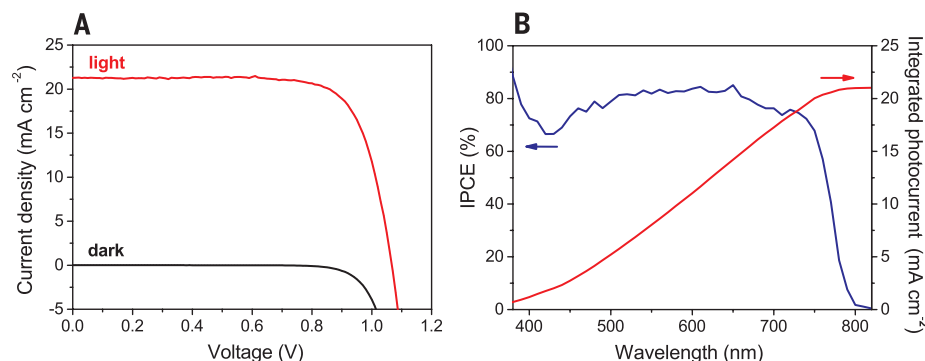 A
25
20
15
10
5
0
-5
Current density (mA cm⁻²)
light
dark
0.0 0.2 0.4 0.6 0.8 1.0 1.2
Voltage (V)
B
100
80
60
40
20
0
IPCE (%)
25
20
15
10
5
0
Integrated photocurrent (mA cm⁻²)
400 500 600 700 800
Wavelength (nm)